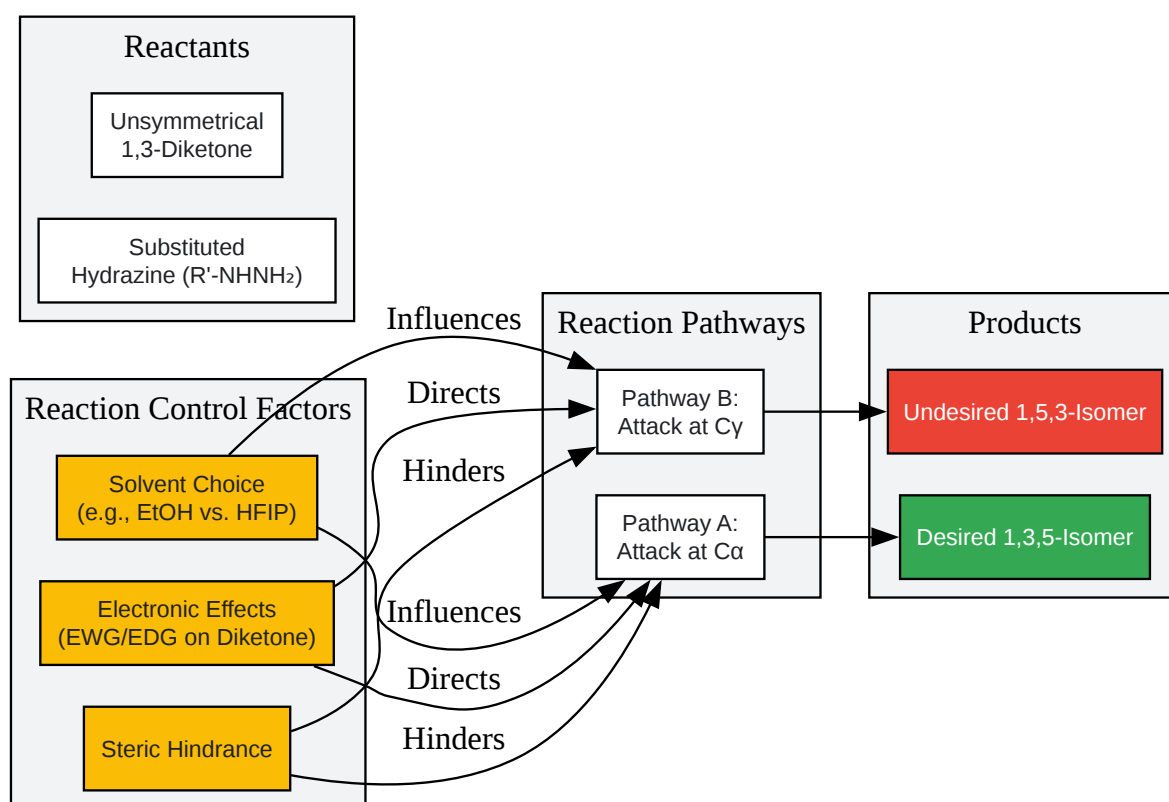 Reactants
Unsymmetrical
1,3-Diketone
Substituted
Hydrazine (R'-NHNH₂)
Reaction Control Factors
Solvent Choice
(e.g., EtOH vs. HFIP)
Electronic Effects
(EWG/EDG on Diketone)
Steric Hindrance
Influences
Directs
Hinders
Influences
Directs
Hinders
Reaction Pathways
Pathway B:
Attack at Cγ
Pathway A:
Attack at Cα
Products
Undesired 1,5,3-Isomer
Desired 1,3,5-Isomer